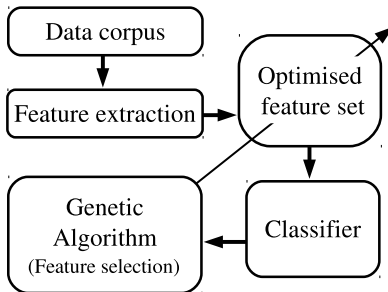 Data corpus
Feature extraction
Optimised
feature set
Classifier
Genetic
Algorithm
(Feature selection)